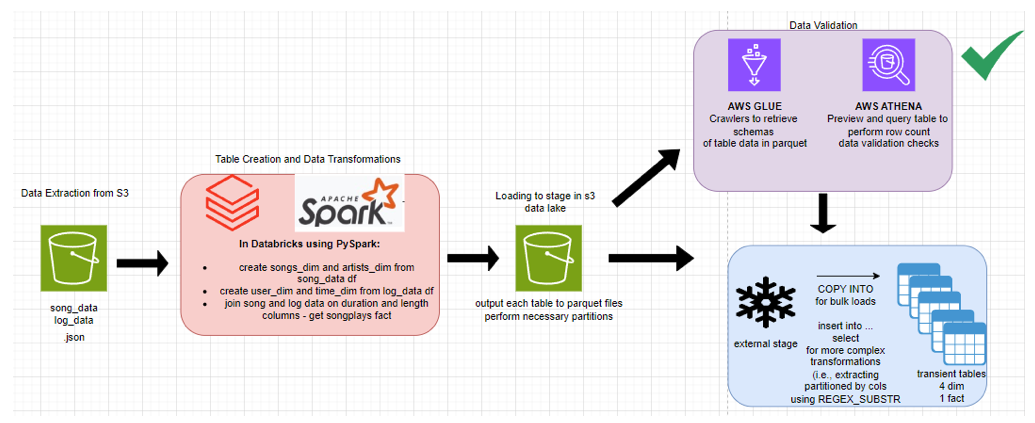 Data Validation
AWS GLUE
Crawlers to retrieve
schemas
of table data in parquet
AWS ATHENA
Preview and query table to
perform row count
data validation checks
Table Creation and Data Transformations
Data Extraction from S3
song_data
log_data
.json
APACHE
Spark™
In Databricks using PySpark:
• create songs_dim and artists_dim from
song_data df
• create user_dim and time_dim from log_data df
• join song and log data on duration and length
columns - get songplays fact
Loading to stage in s3
data lake
output each table to parquet files
perform necessary partitions
external stage
COPY INTO
for bulk loads
insert into ...
select
for more complex
transformations
(i.e., extracting
partitioned by cols
using REGEX_SUBSTR
transient tables
4 dim
1 fact